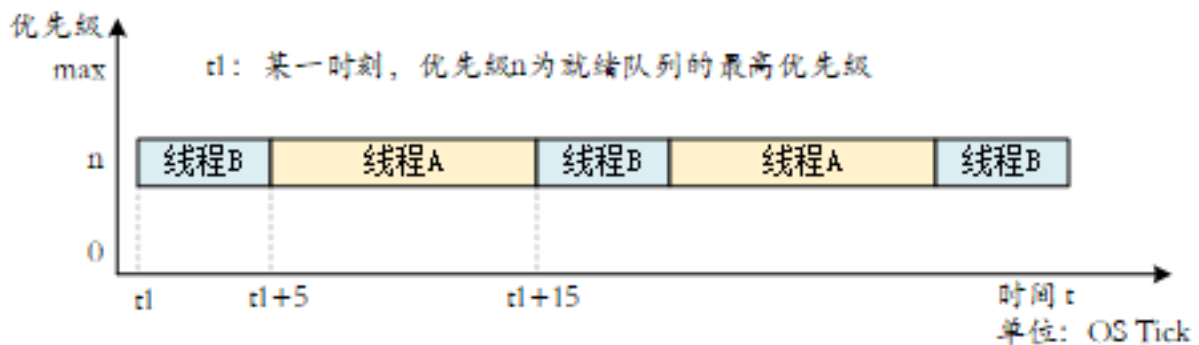 优先级
max
t1：某一时刻，优先级n为就绪队列的最高优先级
n
线程B 线程A 线程B 线程A 线程B
0
t1 t1+5 t1+15 时间 t
单位：OS Tick